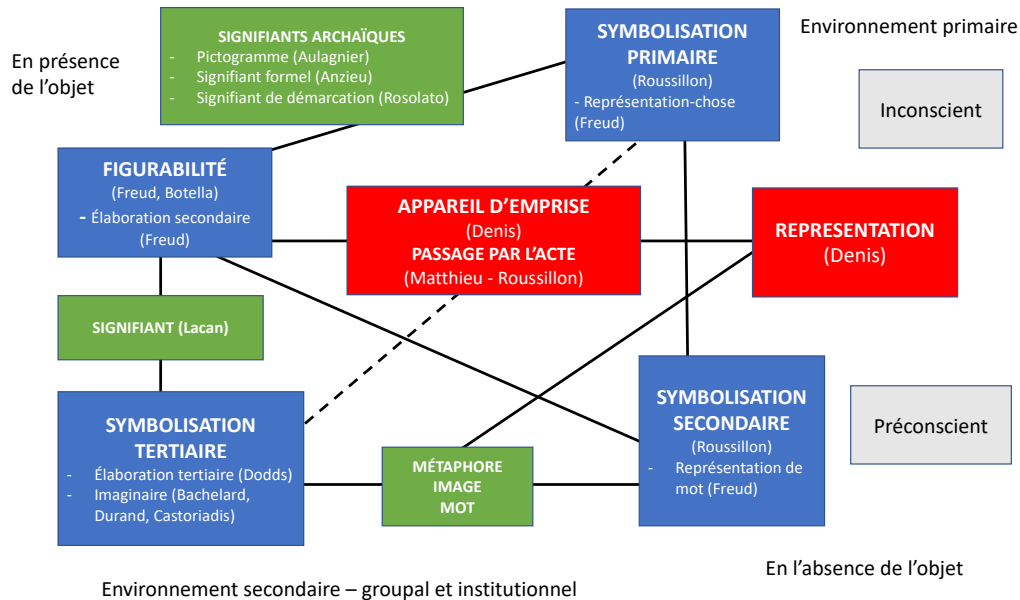 En présence
de l'objet
SIGNIFIANTS ARCHAÏQUES
- Pictogramme (Aulagnier)
- Signifiant formel (Anzieu)
- Signifiant de démarcation (Rosolato)
SYMBOLISATION
PRIMAIRE
(Roussillon)
- Représentation-chose
(Freud)
Environnement primaire
Inconscient
FIGURABILITÉ
(Freud, Botella)
- Élaboration secondaire
(Freud)
APPAREIL D'EMPRISE
(Denis)
PASSAGE PAR L'ACTE
(Matthieu - Roussillon)
REPRESENTATION
(Denis)
SIGNIFIANT (Lacan)
SYMBOLISATION
TERTIAIRE
- Élaboration tertiaire (Dodds)
- Imaginaire (Bachelard,
Durand, Castoriadis)
MÉTAPHORE
IMAGE
MOT
SYMBOLISATION
SECONDAIRE
(Roussillon)
- Représentation de
mot (Freud)
Préconscient
En l'absence de l'objet
Environnement secondaire – groupal et institutionnel